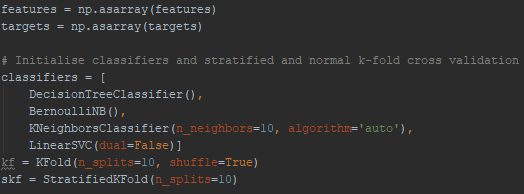 features = np.asarray(features)
targets = np.asarray(targets)
# Initialise classifiers and stratified and normal k-fold cross validation
classifiers = [
DecisionTreeClassifier(),
BernoulliNB(),
KNeighborsClassifier(n_neighbors=10, algorithm='auto'),
LinearSVC(dual=False)]
kf = KFold(n_splits=10, shuffle=True)
skf = StratifiedKFold(n_splits=10)